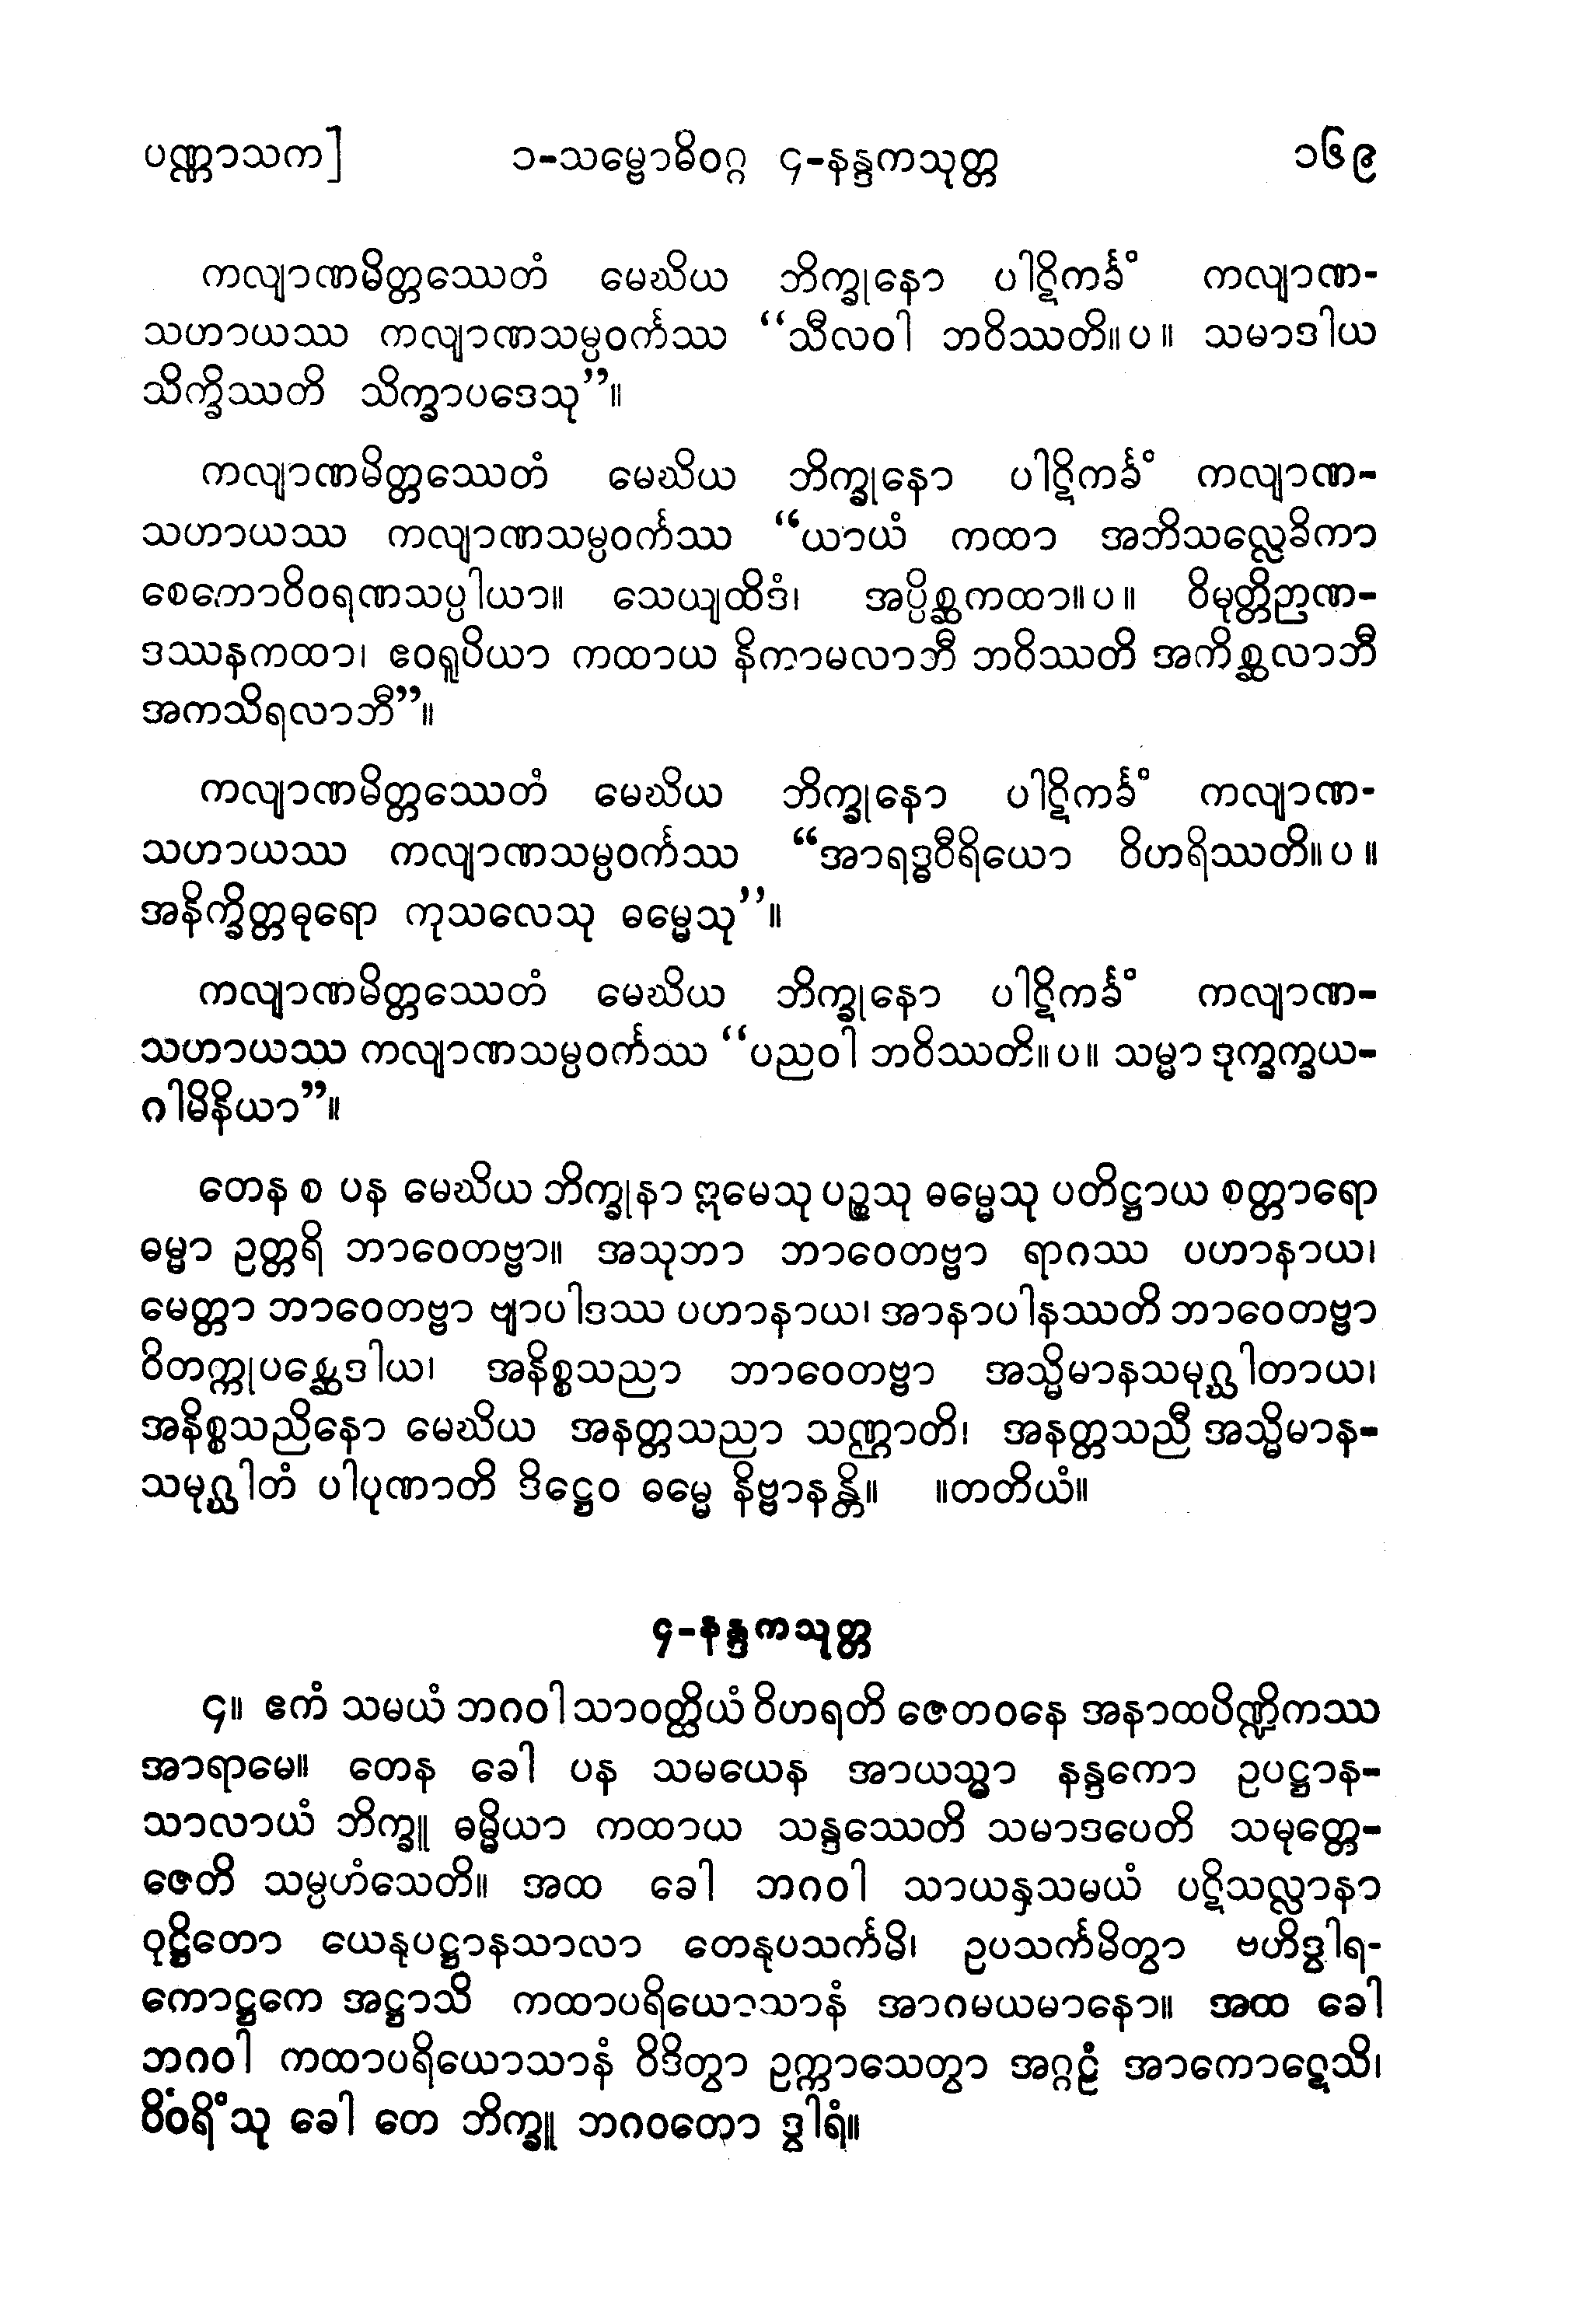 ပဏ္ဏာသက] ၁-သမ္ဗောဓိဝဂ္ဂ ၄-နန္ဒကသုတ္တ ၁၆၉
ကလျာဏမိတ္တဿေတံ မေဃိယ ဘိက္ခုနော ပါဋိကင်္ခံ ကလျာဏ-
သဟာယဿ ကလျာဏသမ္ပဝင်္ကဿ “သီလဝါ ဘဝိဿတိ။ပ။ သမာဒါယ
သိက္ခိဿတိ သိက္ခာပဒေသု”။
ကလျာဏမိတ္တဿေတံ မေဃိယ ဘိက္ခုနော ပါဋိကင်္ခံ ကလျာဏ-
သဟာယဿ ကလျာဏသမ္ပဝင်္ကဿ “ယာယံ ကထာ အဘိသလ္လေခိကာ
စေတောဝိဝရဏသပ္ပါယာ။ သေယျထိဒံ၊ အပ္ပိစ္ဆကထာ။ပ။ ဝိမုတ္တိဉာဏ-
ဒဿနကထာ၊ ဧဝရူပိယာ ကထာယ နိကာမလာဘီ ဘဝိဿတိ အကိစ္ဆလာဘီ
အကသိရလာဘီ”။
ကလျာဏမိတ္တဿေတံ မေဃိယ ဘိက္ခုနော ပါဋိကင်္ခံ ကလျာဏ-
သဟာယဿ ကလျာဏသမ္ပဝင်္ကဿ “အာရဒ္ဓဝီရိယော ဝိဟရိဿတိ။ပ။
အနိက္ခိတ္တဓုရော ကုသလေသု ဓမ္မေသု”။
ကလျာဏမိတ္တဿေတံ မေဃိယ ဘိက္ခုနော ပါဋိကင်္ခံ ကလျာဏ-
သဟာယဿ ကလျာဏသမ္ပဝင်္ကဿ “ပညဝါ ဘဝိဿတိ။ပ။ သမ္မာ ဒုက္ခက္ခယ-
ဂါမိနိယာ”။
တေန စ ပန မေဃိယ ဘိက္ခုနာ ဣမေသု ပဉ္စသု ဓမ္မေသု ပတိဋ္ဌာယ စတ္တာရော
ဓမ္မာ ဥတ္တရိ ဘာဝေတဗ္ဗာ။ အသုဘာ ဘာဝေတဗ္ဗာ ရာဂဿ ပဟာနာယ၊
မေတ္တာ ဘာဝေတဗ္ဗာ ဗျာပါဒဿ ပဟာနာယ၊ အာနာပါနဿတိ ဘာဝေတဗ္ဗာ
ဝိတက္ကုပစ္ဆေဒါယ၊ အနိစ္စသညာ ဘာဝေတဗ္ဗာ အသ္မိမာနသမုဂ္ဃါတာယ၊
အနိစ္စသညိနော မေဃိယ အနတ္တသညာ သဏ္ဌာတိ၊ အနတ္တသညီ အသ္မိမာန-
သမုဂ္ဃါတံ ပါပုဏာတိ ဒိဋ္ဌေဝ ဓမ္မေ နိဗ္ဗာနန္တိ။ ။တတိယံ။
၄-နန္ဒကသုတ္တ
၄။ ဧကံ သမယံ ဘဂဝါ သာဝတ္ထိယံ ဝိဟရတိ ဇေတဝနေ အနာထပိဏ္ဍိကဿ
အာရာမေ။ တေန ခေါ ပန သမယေန အာယသ္မာ နန္ဒကော ဥပဋ္ဌာန-
သာလာယံ ဘိက္ခူ ဓမ္မိယာ ကထာယ သန္ဒဿေတိ သမာဒပေတိ သမုတ္တေ-
ဇေတိ သမ္ပဟံသေတိ။ အထ ခေါ ဘဂဝါ သာယနှသမယံ ပဋိသလ္လာနာ
ဝုဋ္ဌိတော ယေနုပဋ္ဌာနသာလာ တေနုပသင်္ကမိ၊ ဥပသင်္ကမိတွာ ဗဟိဒွါရ-
ကောဋ္ဌကေ အဋ္ဌာသိ ကထာပရိယောသာနံ အာဂမယမာနော။ အထ ခေါ
ဘဂဝါ ကထာပရိယောသာနံ ဝိဒိတွာ ဥက္ကာသေတွာ အဂ္ဂဠံ အာကောဋေသိ၊
ဝိဝံရိံသု ခေါ တေ ဘိက္ခူ ဘဂဝတော ဒွါရံ။